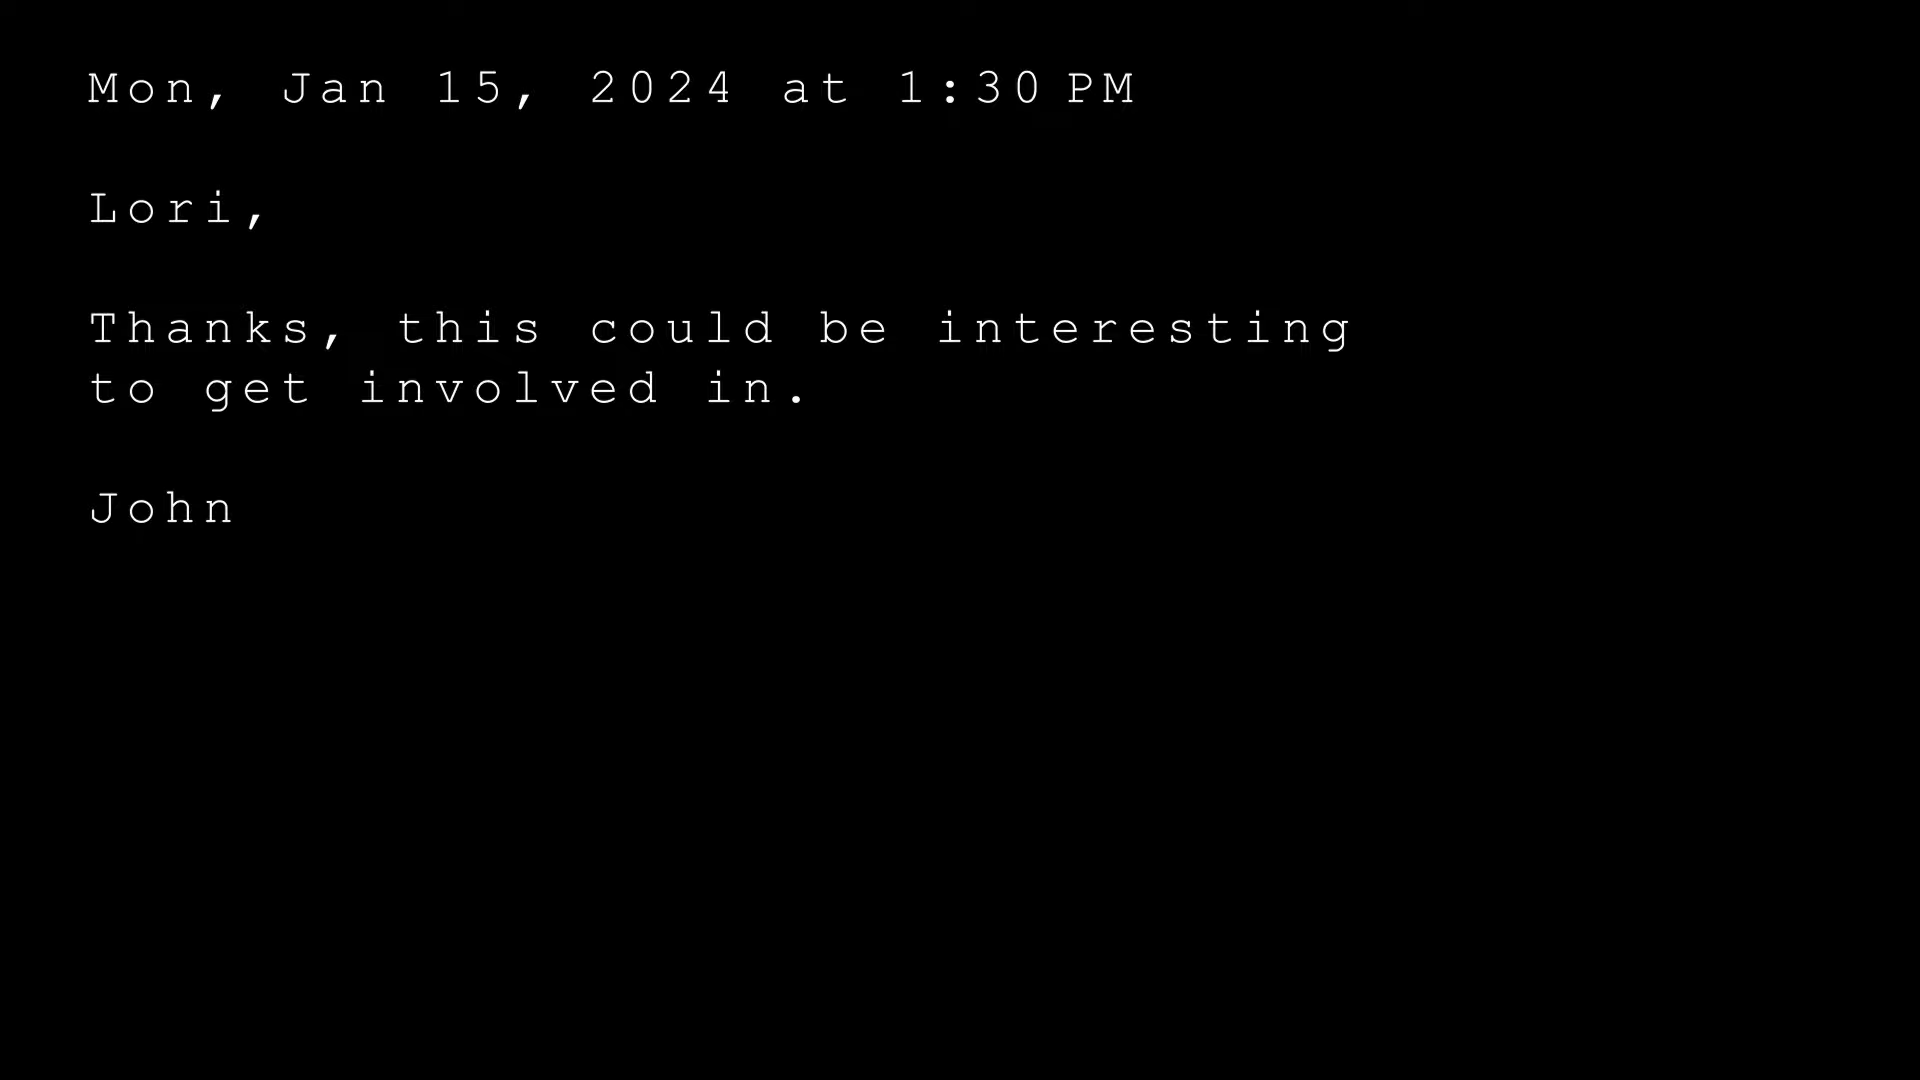 Mon, Jan 15, 2024 at 1:30 PM
Lori,
Thanks, this could be interesting
to get involved in.
John